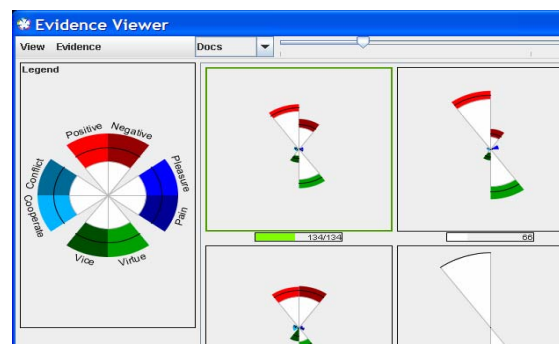 Evidence Viewer
View Evidence
Docs
Legend
Positive Negative
Conflict
Pleasure
Cooperate
Pain
Vice Virtue
134/134
66